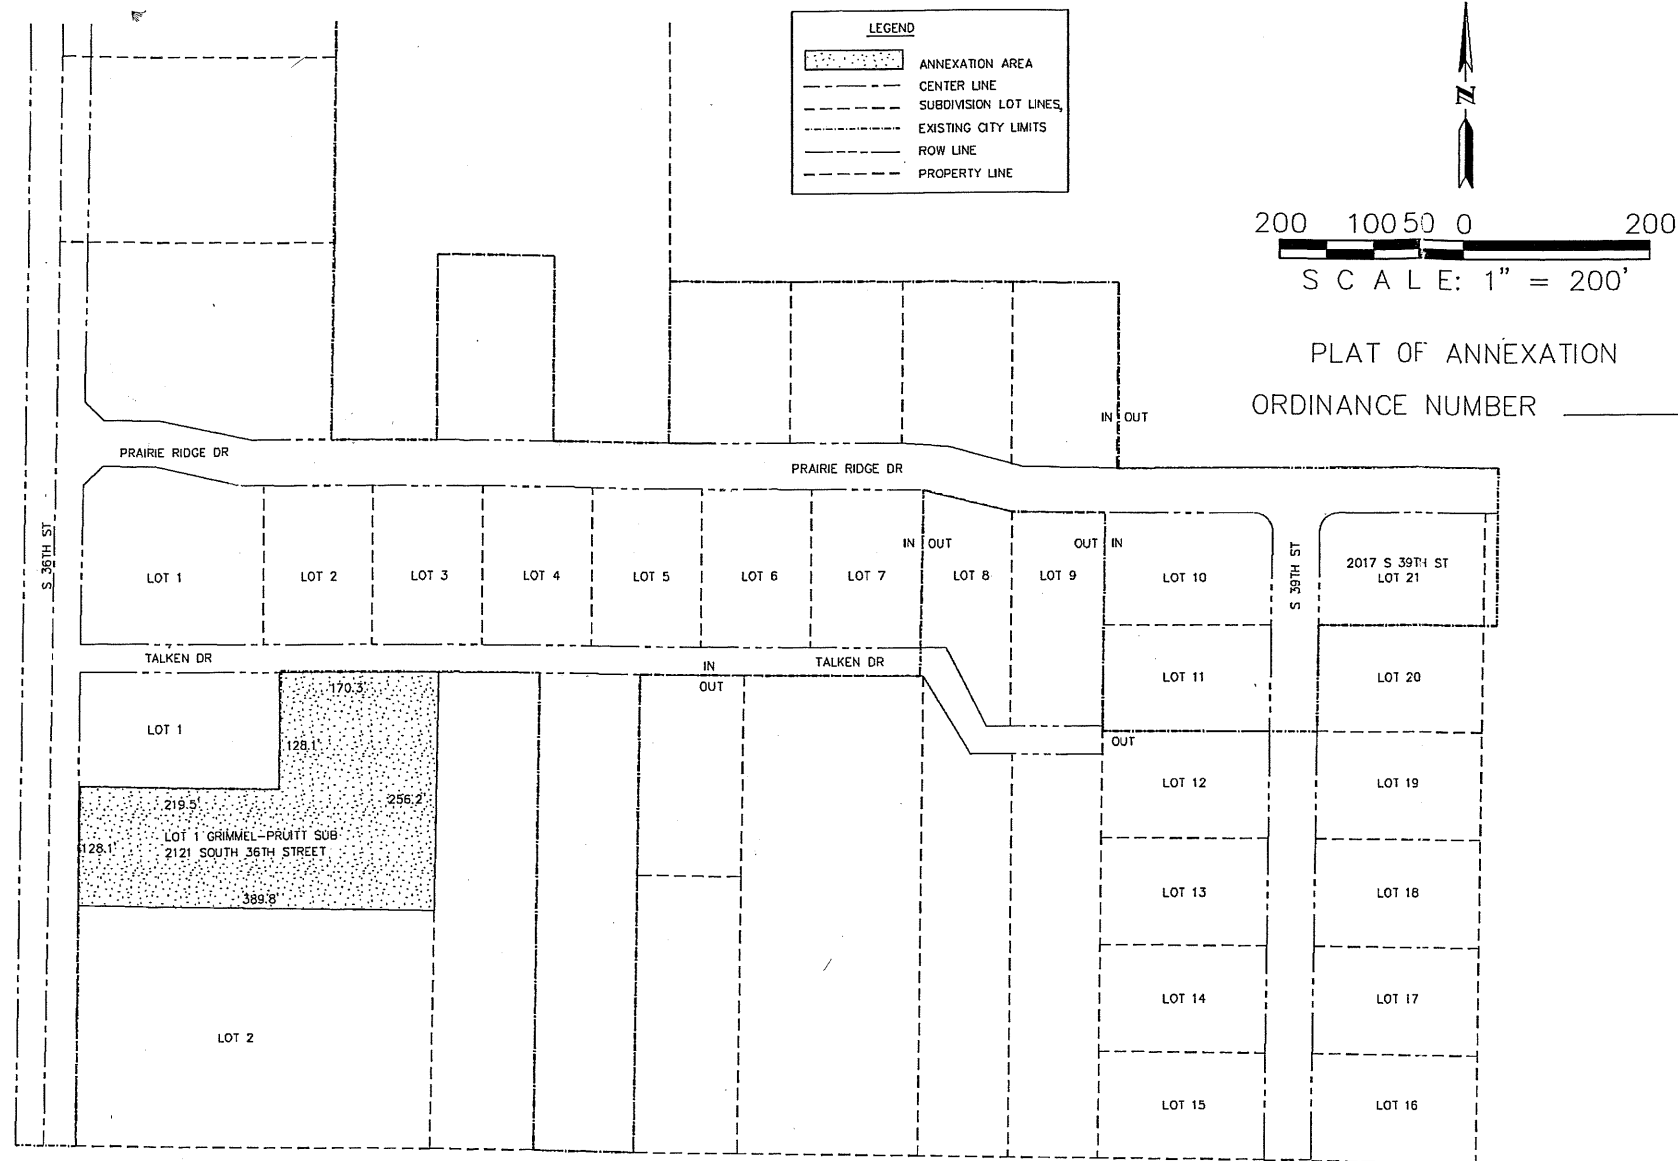 LEGEND
ANNEXATION AREA
CENTER LINE
SUBDIVISION LOT LINES
EXISTING CITY LIMITS
ROW LINE
PROPERTY LINE
N
200 100 50 0 200
SCALE: 1" = 200'
PLAT OF ANNEXATION
ORDINANCE NUMBER
IN OUT
PRAIRIE RIDGE DR
PRAIRIE RIDGE DR
S 36TH ST
IN OUT
OUT IN
S 39TH ST
2017 S 39TH ST
LOT 1
LOT 2
LOT 3
LOT 4
LOT 5
LOT 6
LOT 7
LOT 8
LOT 9
LOT 10
LOT 21
TALKEN DR
IN
TALKEN DR
OUT
LOT 11
LOT 20
170.3'
LOT 1
128.1'
OUT
219.5'
256.2'
LOT 12
LOT 19
LOT 1 GRIMMEL-PRUITT SUB
2121 SOUTH 36TH STREET
128.1'
389.8'
LOT 13
LOT 18
LOT 14
LOT 17
LOT 2
LOT 15
LOT 16